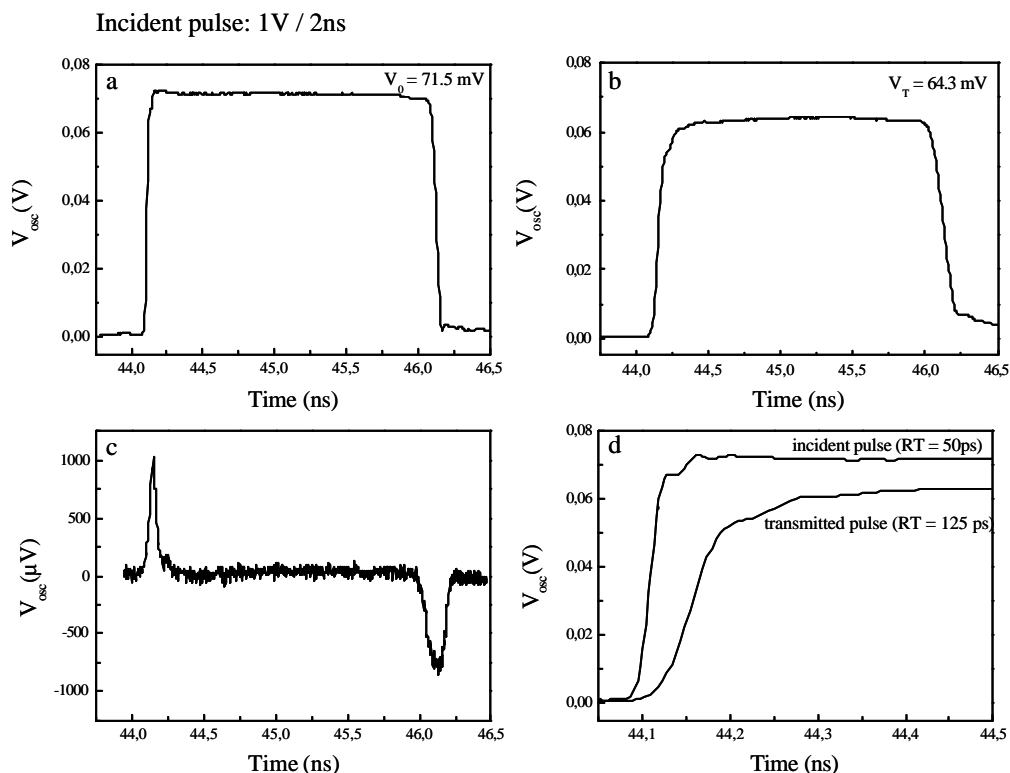 Incident pulse: 1V / 2ns
a
V0 = 71.5 mV
0,08
0,06
0,04
0,02
0,00
Vosc(V)
44,0 44,5 45,0 45,5 46,0 46,5
Time (ns)
b
VT = 64.3 mV
0,08
0,06
0,04
0,02
0,00
Vosc(V)
44,0 44,5 45,0 45,5 46,0 46,5
Time (ns)
c
1000
500
0
-500
-1000
Vosc(μV)
44,0 44,5 45,0 45,5 46,0 46,5
Time (ns)
d
incident pulse (RT = 50ps)
transmitted pulse (RT = 125 ps)
0,08
0,06
0,04
0,02
0,00
Vosc(V)
44,1 44,2 44,3 44,4 44,5
Time (ns)